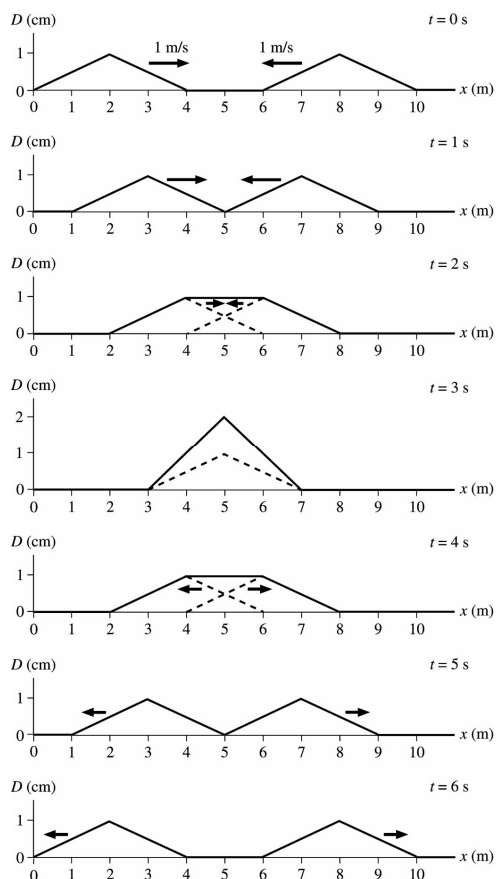 D (cm)
t = 0 s
1 m/s
1 m/s
1
0
x (m)
0 1 2 3 4 5 6 7 8 9 10
D (cm)
t = 1 s
1
0
x (m)
0 1 2 3 4 5 6 7 8 9 10
D (cm)
t = 2 s
1
0
x (m)
0 1 2 3 4 5 6 7 8 9 10
D (cm)
t = 3 s
2
1
0
x (m)
0 1 2 3 4 5 6 7 8 9 10
D (cm)
t = 4 s
1
0
x (m)
0 1 2 3 4 5 6 7 8 9 10
D (cm)
t = 5 s
1
0
x (m)
0 1 2 3 4 5 6 7 8 9 10
D (cm)
t = 6 s
1
0
x (m)
0 1 2 3 4 5 6 7 8 9 10